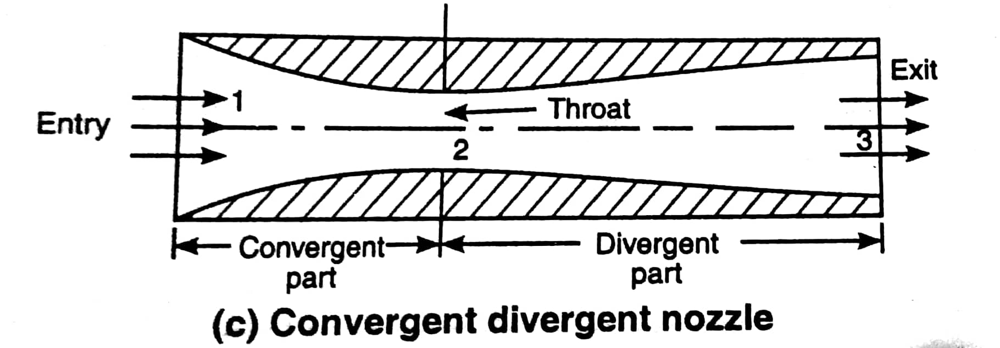 Exit
1
Throat
Entry
2
3
Convergent
part
Divergent
part
(c) Convergent divergent nozzle